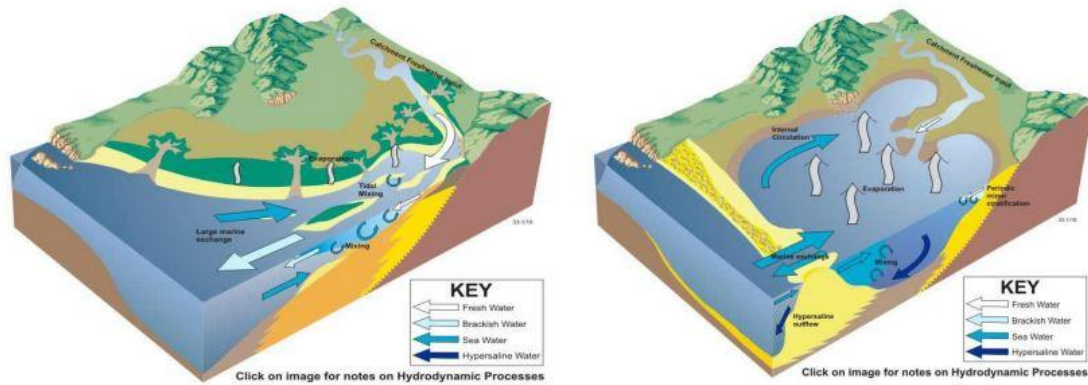 Catchment Freshwater Input
Evaporation
Tidal
Mixing
Large marine
exchange
Mixing
KEY
Fresh Water
Brackish Water
Sea Water
Hypersaline Water
Click on image for notes on Hydrodynamic Processes
Catchment Freshwater Input
Internal
Circulation
Evaporation
Periodic
minor
stratification
Marine exchange
Mixing
Hypersaline
outflow
KEY
Fresh Water
Brackish Water
Sea Water
Hypersaline Water
Click on image for notes on Hydrodynamic Processes